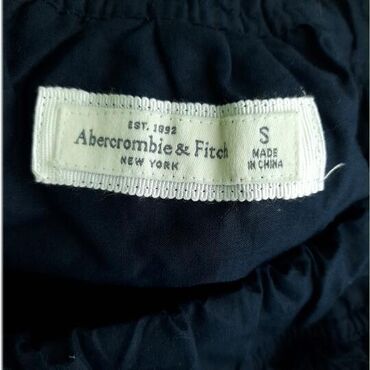 EST. 1892
Abercrombie & Fitch
NEW YORK
S
MADE
IN CHINA